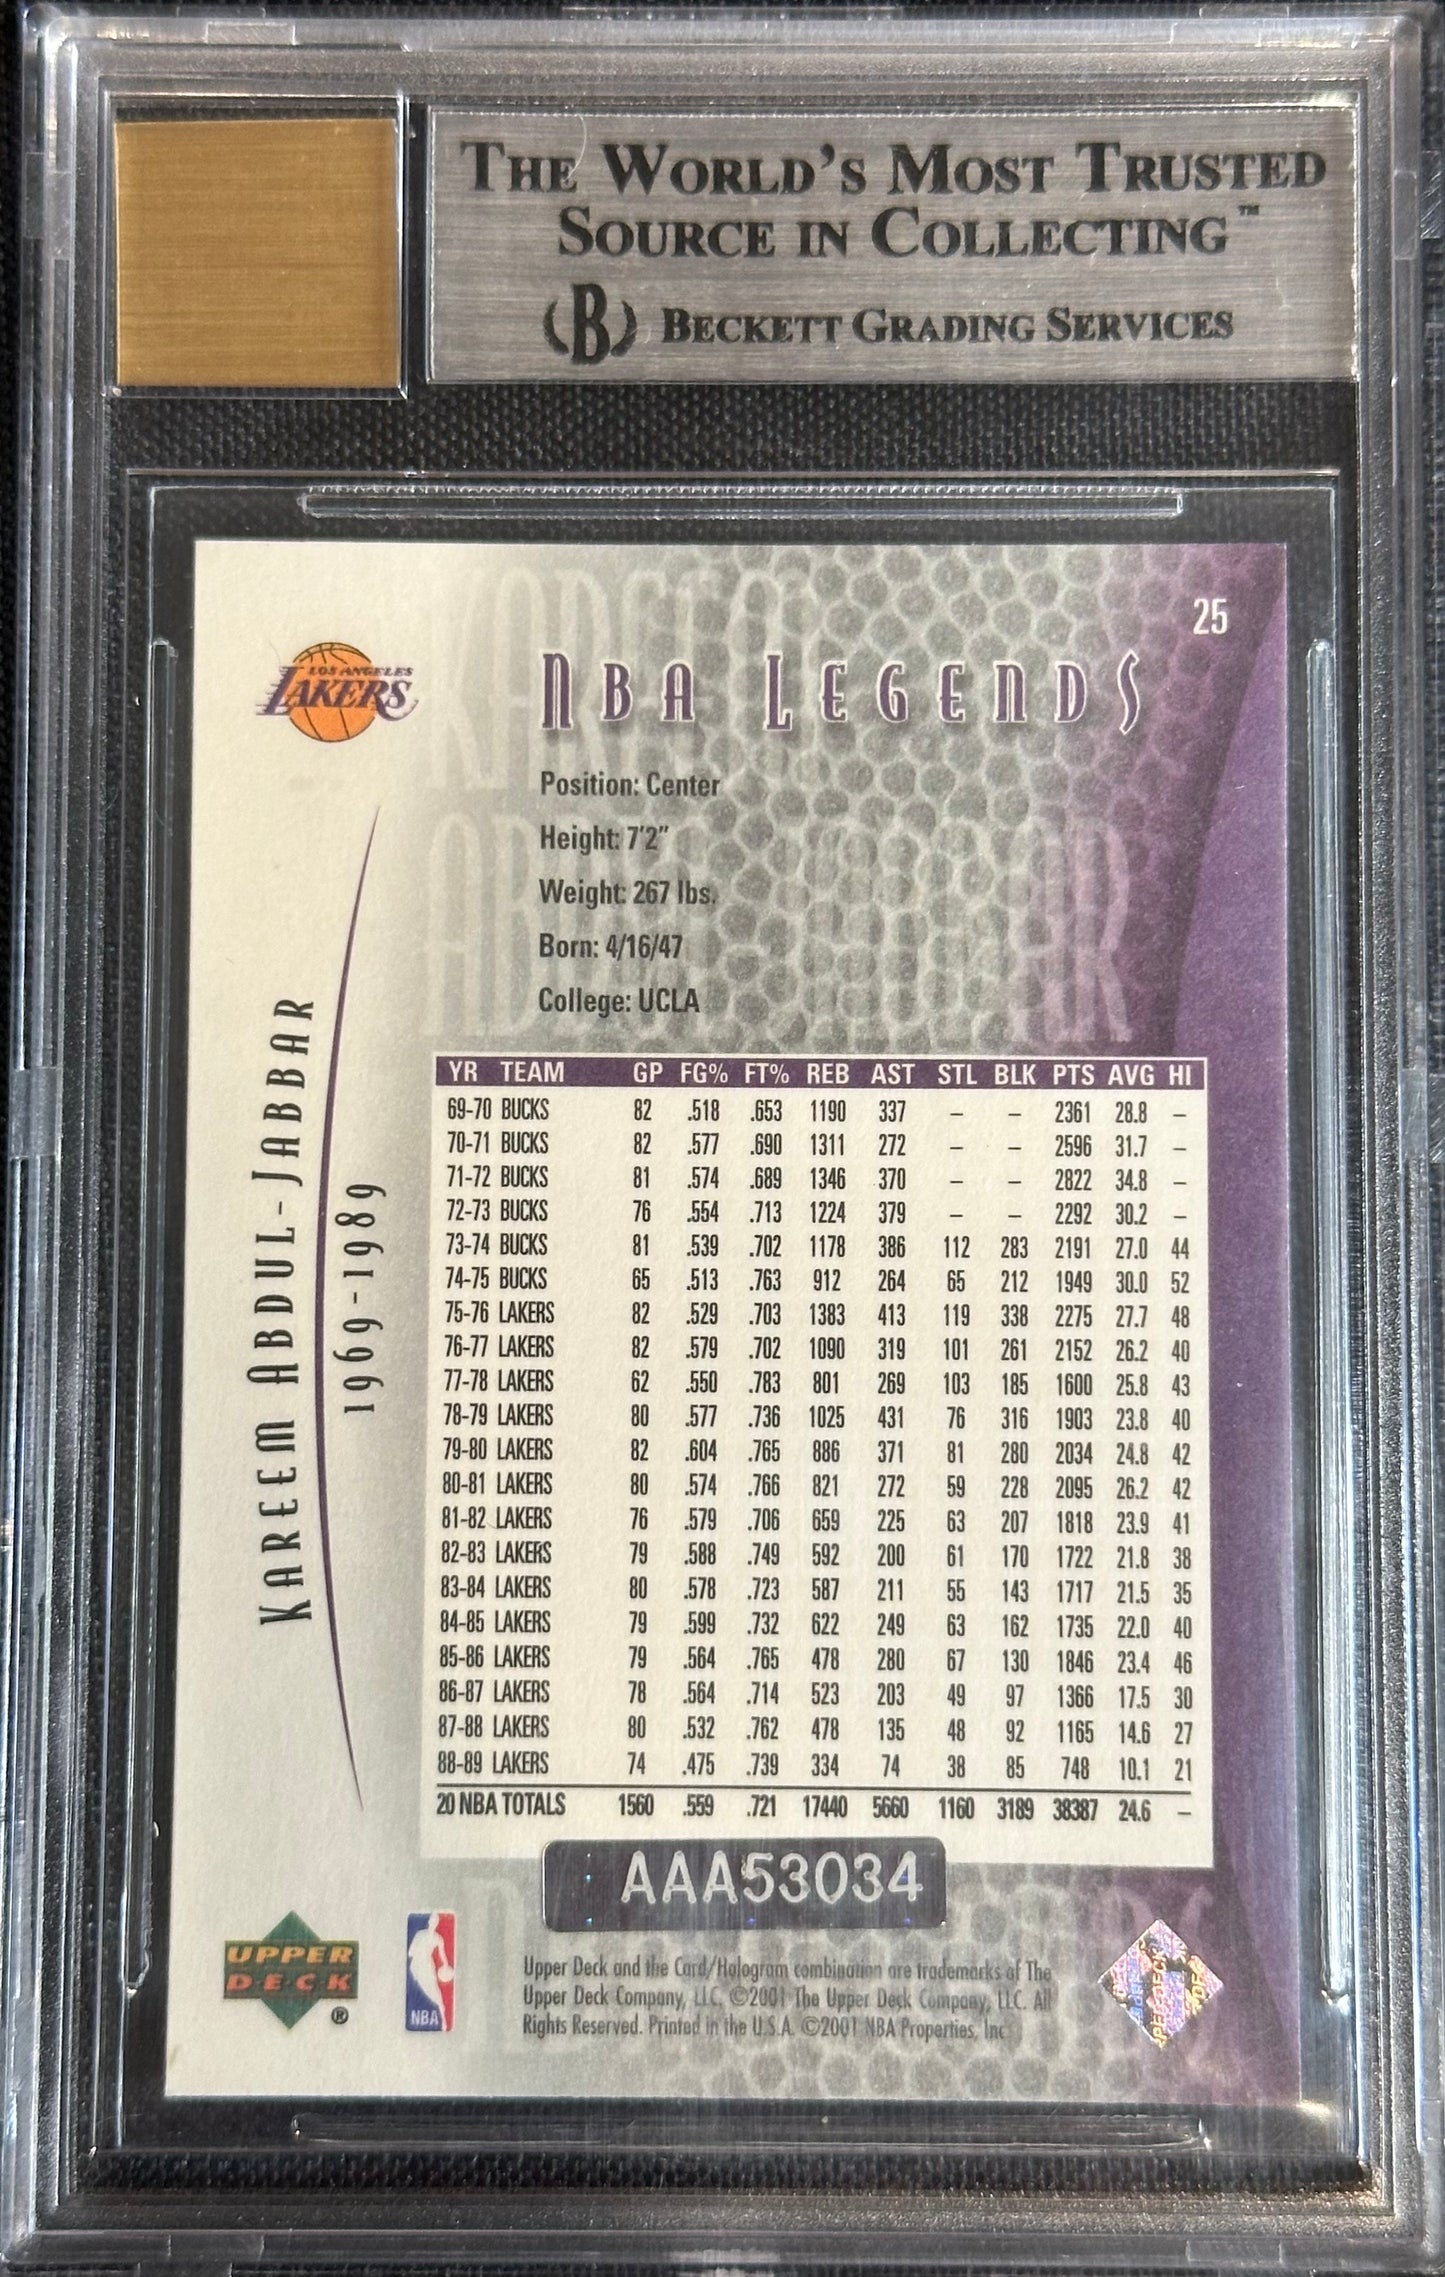 THE WORLD'S MOST TRUSTED
SOURCE IN COLLECTING™
B BECKETT GRADING SERVICES
25
LOS ANGELES
LAKERS
NBA LEGENDS
Position: Center
Height: 7'2"
Weight: 267 lbs.
Born: 4/16/47
College: UCLA
KAREEM ABDUL-JABBAR
1969-1989
YR TEAM GP FG% FT% REB AST STL BLK PTS AVG HI
69-70 BUCKS 82 .518 .653 1190 337 – – 2361 28.8 –
70-71 BUCKS 82 .577 .690 1311 272 – – 2596 31.7 –
71-72 BUCKS 81 .574 .689 1346 370 – – 2822 34.8 –
72-73 BUCKS 76 .554 .713 1224 379 – – 2292 30.2 –
73-74 BUCKS 81 .539 .702 1178 386 112 283 2191 27.0 44
74-75 BUCKS 65 .513 .763 912 264 65 212 1949 30.0 52
75-76 LAKERS 82 .529 .703 1383 413 119 338 2275 27.7 48
76-77 LAKERS 82 .579 .702 1090 319 101 261 2152 26.2 40
77-78 LAKERS 62 .550 .783 801 269 103 185 1600 25.8 43
78-79 LAKERS 80 .577 .736 1025 431 76 316 1903 23.8 40
79-80 LAKERS 82 .604 .765 886 371 81 280 2034 24.8 42
80-81 LAKERS 80 .574 .766 821 272 59 228 2095 26.2 42
81-82 LAKERS 76 .579 .706 659 225 63 207 1818 23.9 41
82-83 LAKERS 79 .588 .749 592 200 61 170 1722 21.8 38
83-84 LAKERS 80 .578 .723 587 211 55 143 1717 21.5 35
84-85 LAKERS 79 .599 .732 622 249 63 162 1735 22.0 40
85-86 LAKERS 79 .564 .765 478 280 67 130 1846 23.4 46
86-87 LAKERS 78 .564 .714 523 203 49 97 1366 17.5 30
87-88 LAKERS 80 .532 .762 478 135 48 92 1165 14.6 27
88-89 LAKERS 74 .475 .739 334 74 38 85 748 10.1 21
20 NBA TOTALS 1560 .559 .721 17440 5660 1160 3189 38387 24.6 –
AAA53034
UPPER
DECK
®
NBA
Upper Deck and the Card/Hologram combination are trademarks of The
Upper Deck Company, LLC. ©2001 The Upper Deck Company, LLC. All
Rights Reserved. Printed in the U.S.A. ©2001 NBA Properties, Inc.